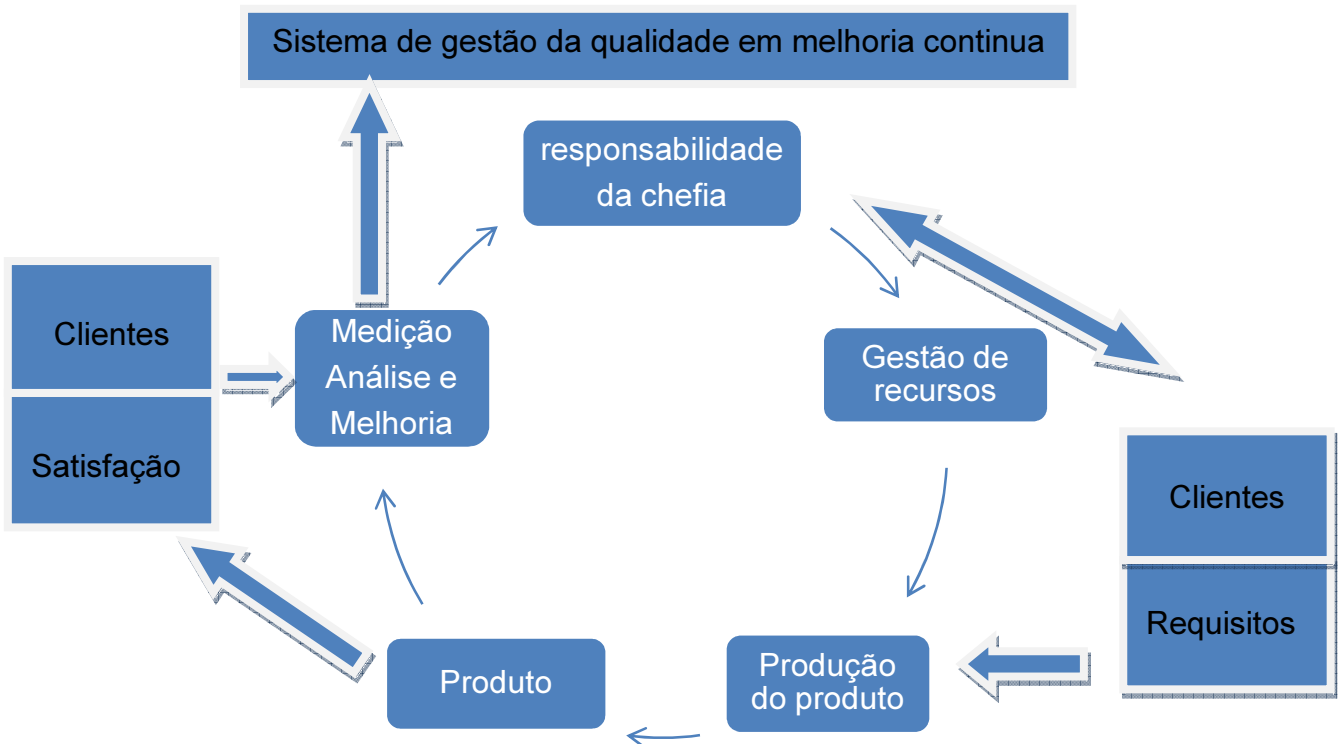 Sistema de gestão da qualidade em melhoria continua
responsabilidade
da chefia
Clientes
Satisfação
Medição
Análise e
Melhoria
Gestão de
recursos
Clientes
Requisitos
Produto
Produção
do produto